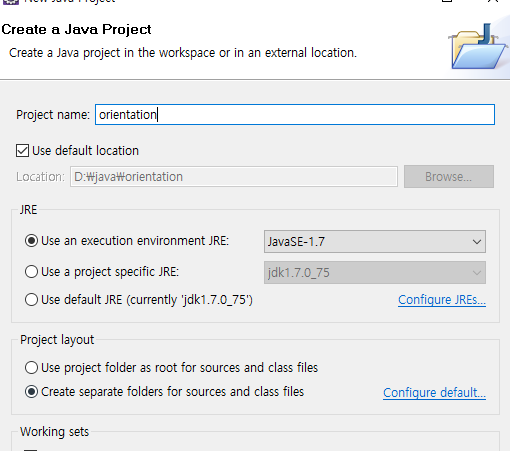 New Java Project
Create a Java Project
Create a Java project in the workspace or in an external location.
Project name: orientation
Use default location
Location: D:₩java₩orientation Browse...
JRE
Use an execution environment JRE: JavaSE-1.7
Use a project specific JRE: jdk1.7.0_75
Use default JRE (currently 'jdk1.7.0_75') Configure JREs...
Project layout
Use project folder as root for sources and class files
Create separate folders for sources and class files Configure default...
Working sets